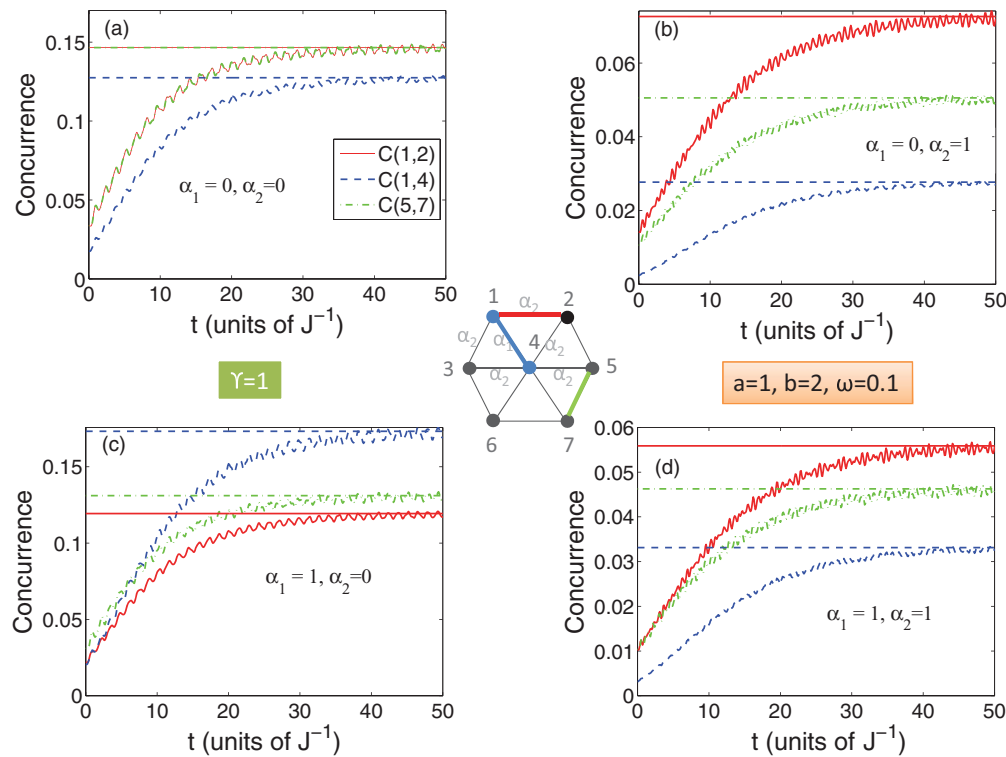 (a)
Concurrence
0.15
0.1
0.05
0
C(1,2)
C(1,4)
C(5,7)
α1 = 0, α2=0
0 10 20 30 40 50
t (units of J⁻¹)
(b)
Concurrence
0.06
0.04
0.02
0
α1 = 0, α2=1
0 10 20 30 40 50
t (units of J⁻¹)
1 α2 2
α2 α1 4 α2
3 α2 α2 5
6 7
ϒ=1
a=1, b=2, ω=0.1
(c)
Concurrence
0.15
0.1
0.05
0
α1 = 1, α2=0
0 10 20 30 40 50
t (units of J⁻¹)
(d)
Concurrence
0.06
0.05
0.04
0.03
0.02
0.01
0
α1 = 1, α2=1
0 10 20 30 40 50
t (units of J⁻¹)